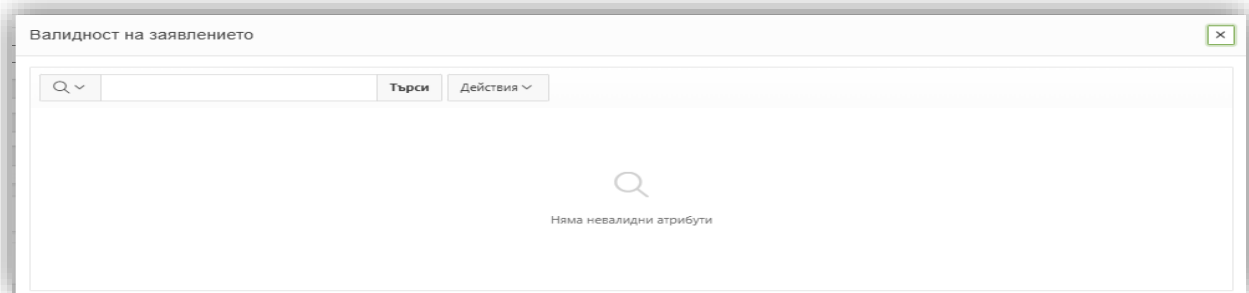 Валидност на заявлението
Търси Действия
Няма невалидни атрибути